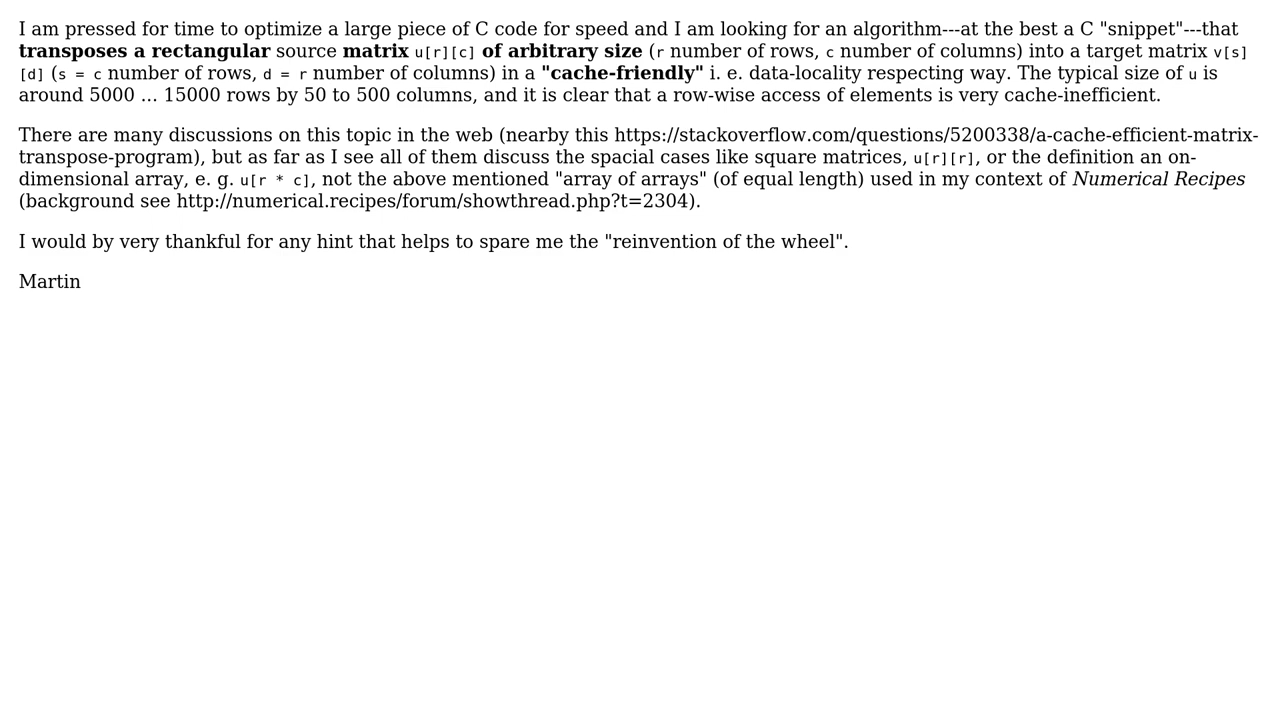 I am pressed for time to optimize a large piece of C code for speed and I am looking for an algorithm---at the best a C "snippet"---that
transposes a rectangular source matrix u[r][c] of arbitrary size (r number of rows, c number of columns) into a target matrix v[s]
[d] (s = c number of rows, d = r number of columns) in a "cache-friendly" i. e. data-locality respecting way. The typical size of u is
around 5000 ... 15000 rows by 50 to 500 columns, and it is clear that a row-wise access of elements is very cache-inefficient.
There are many discussions on this topic in the web (nearby this https://stackoverflow.com/questions/5200338/a-cache-efficient-matrix-
transpose-program), but as far as I see all of them discuss the spacial cases like square matrices, u[r][r], or the definition an on-
dimensional array, e. g. u[r * c], not the above mentioned "array of arrays" (of equal length) used in my context of Numerical Recipes
(background see http://numerical.recipes/forum/showthread.php?t=2304).
I would by very thankful for any hint that helps to spare me the "reinvention of the wheel".
Martin